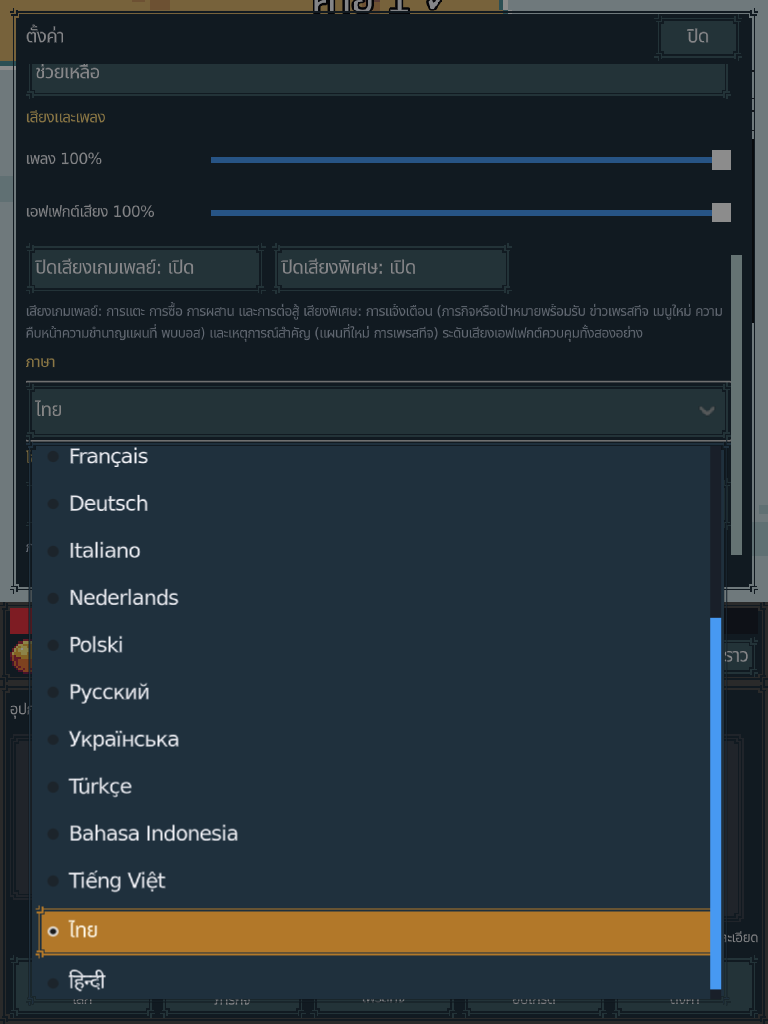 ตั้งค่า
ปิด
ช่วยเหลือ
เสียงและเพลง
เพลง 100%
เอฟเฟกต์เสียง 100%
ปิดเสียงเกมเพลย์: เปิด
ปิดเสียงพิเศษ: เปิด
เสียงเกมเพลย์: การแตะ การซื้อ การผสาน และการต่อสู้ เสียงพิเศษ: การแจ้งเตือน (ภารกิจหรือเป้าหมายพร้อมรับ ข่าวเพรสทีจ เมนูใหม่ ความ
คืบหน้าความชำนาญแผนที่ พบบอส) และเหตุการณ์สำคัญ (แผนที่ใหม่ การเพรสทีจ) ระดับเสียงเอฟเฟกต์ควบคุมทั้งสองอย่าง
ภาษา
ไทย
Français
Deutsch
Italiano
Nederlands
Polski
Русский
Українська
Türkçe
Bahasa Indonesia
Tiếng Việt
ไทย
हिन्दी